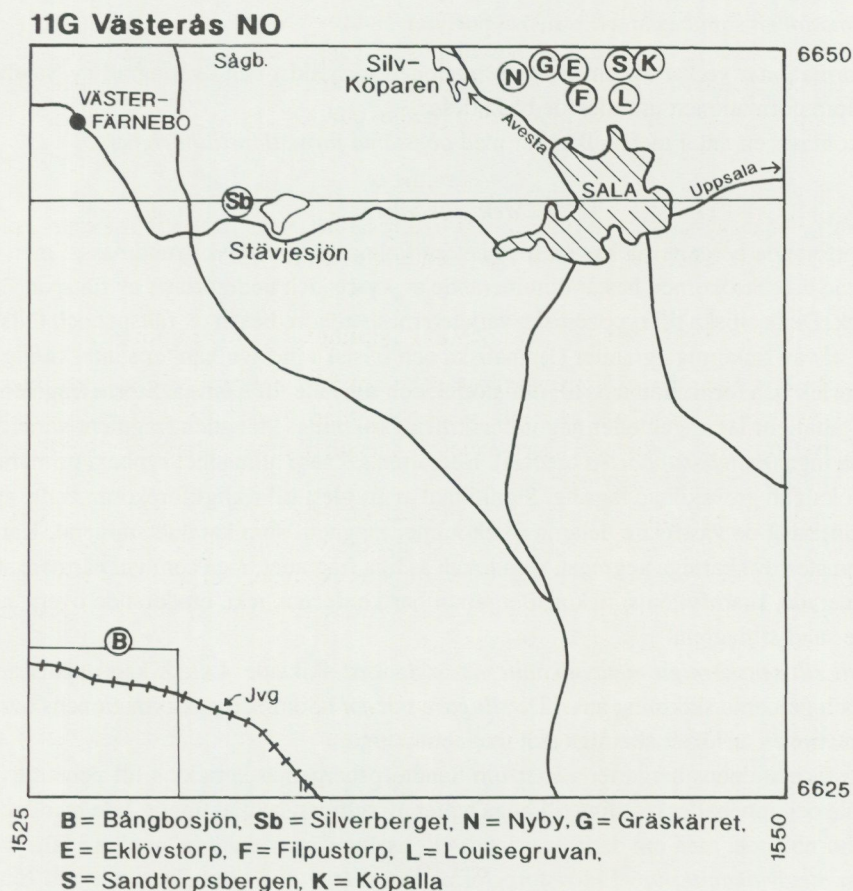 11G Västerås NO
6650
Sågb.
Silv-
Köparen
N G E S K
F L
VÄSTER-
FÄRNEBO
Avesta
SALA
Uppsala →
Sb
Stävjesjön
B
Jvg
6625
1525
1550
B= Bångbosjön, Sb= Silverberget, N= Nyby, G= Gräskärret,
E= Eklövstorp, F= Filpustorp, L= Louisegruvan,
S= Sandtorpsbergen, K= Köpalla